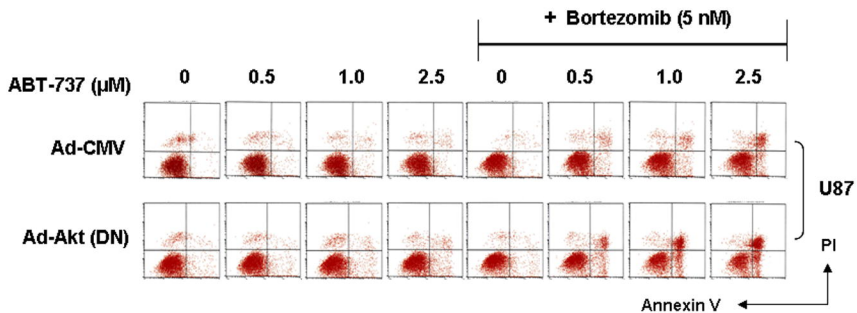 + Bortezomib (5 nM)
ABT-737 (µM) 0 0.5 1.0 2.5 0 0.5 1.0 2.5
Ad-CMV
U87
Ad-Akt (DN)
PI
Annexin V